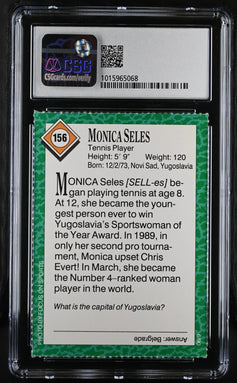 CSG
CSGcards.com/verify
1015965068
156
MONICA SELES
Tennis Player
Height: 5' 9" Weight: 120
Born: 12/2/73, Novi Sad, Yugoslavia
MONICA Seles [SELL-es] be-
gan playing tennis at age 8.
At 12, she became the youn-
gest person ever to win
Yugoslavia's Sportswoman of
the Year Award. In 1989, in
only her second pro tourna-
ment, Monica upset Chris
Evert! In March, she became
the Number 4–ranked woman
player in the world.
What is the capital of Yugoslavia?
Answer: Belgrade